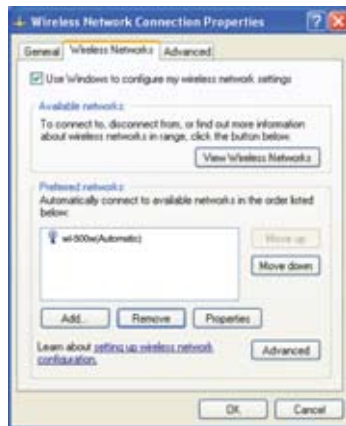 Wireless Network Connection Properties
General Wireless Networks Advanced
Use Windows to configure my wireless network settings
Available networks:
To connect to, disconnect from, or find out more information
about wireless networks in range, click the button below.
View Wireless Networks
Preferred networks:
Automatically connect to available networks in the order listed
below:
wl-500w(Automatic)
Move up
Move down
Add... Remove Properties
Learn about setting up wireless network
configuration.
Advanced
OK Cancel